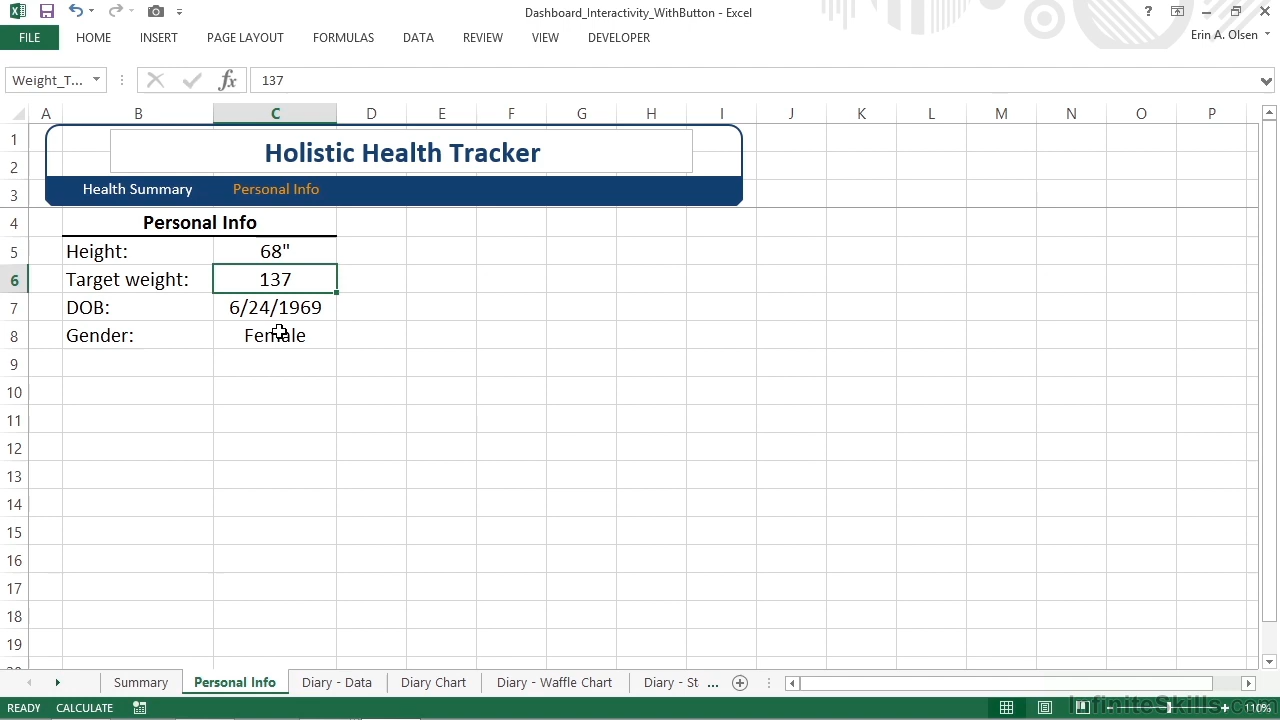 Dashboard_Interactivity_WithButton - Excel
?
FILE HOME INSERT PAGE LAYOUT FORMULAS DATA REVIEW VIEW DEVELOPER Erin A. Olsen
Weight_T... fx 137
A B C D E F G H I J K L M N O P
1
Holistic Health Tracker
2
3 Health Summary Personal Info
4 Personal Info
5 Height: 68"
6 Target weight: 137
7 DOB: 6/24/1969
8 Gender: Female
9
10
11
12
13
14
15
16
17
18
19
Summary Personal Info Diary - Data Diary Chart Diary - Waffle Chart Diary - St ...
READY CALCULATE 110%
InfiniteSkills.com